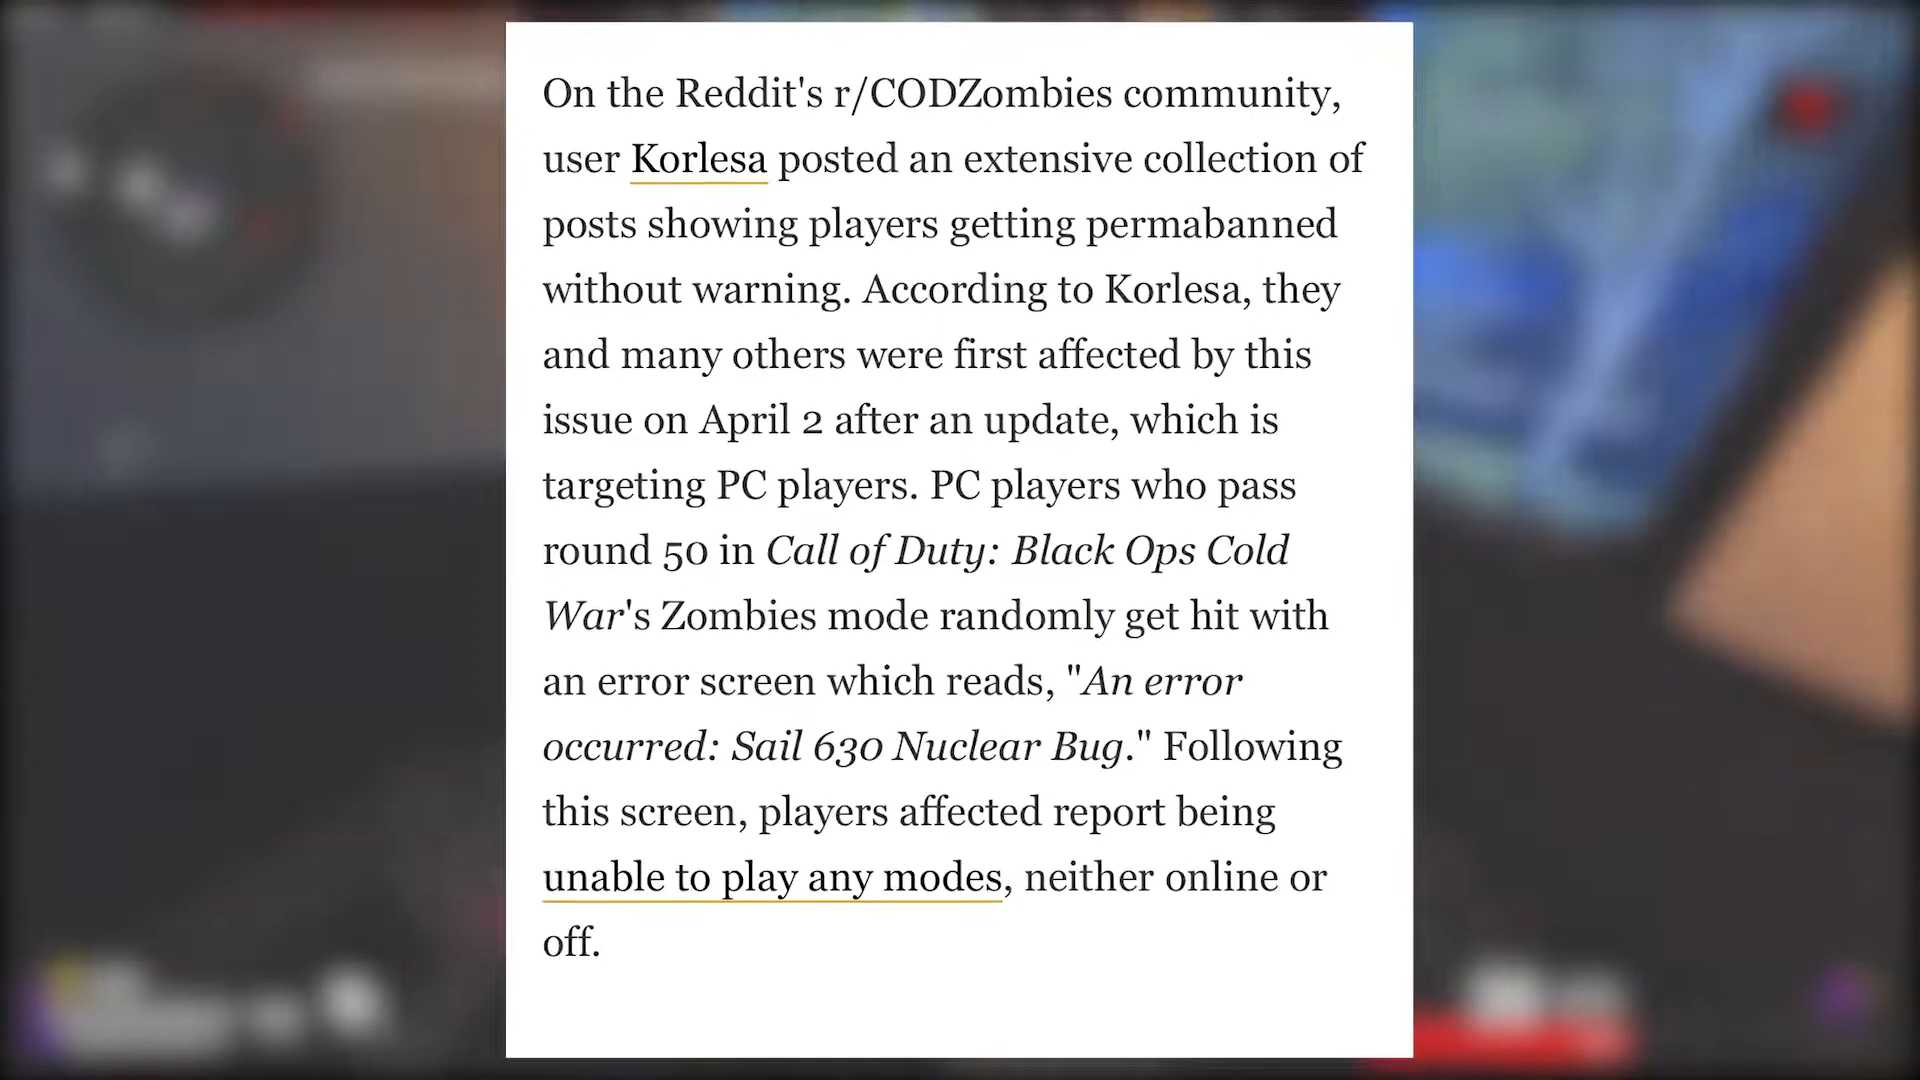 On the Reddit's r/CODZombies community,
user Korlesa posted an extensive collection of
posts showing players getting permabanned
without warning. According to Korlesa, they
and many others were first affected by this
issue on April 2 after an update, which is
targeting PC players. PC players who pass
round 50 in Call of Duty: Black Ops Cold
War's Zombies mode randomly get hit with
an error screen which reads, "An error
occurred: Sail 630 Nuclear Bug." Following
this screen, players affected report being
unable to play any modes, neither online or
off.